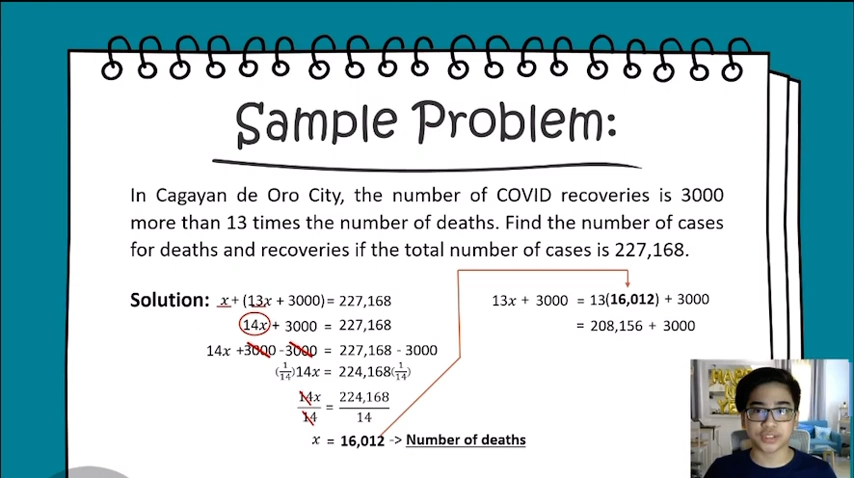 Sample Problem:
In Cagayan de Oro City, the number of COVID recoveries is 3000
more than 13 times the number of deaths. Find the number of cases
for deaths and recoveries if the total number of cases is 227,168.
Solution: x + (13x + 3000) = 227,168
14x + 3000 = 227,168
14x + 3000 - 3000 = 227,168 - 3000
(1/14)14x = 224,168(1/14)
14x/14 = 224,168/14
x = 16,012 -> Number of deaths
13x + 3000 = 13(16,012) + 3000
= 208,156 + 3000